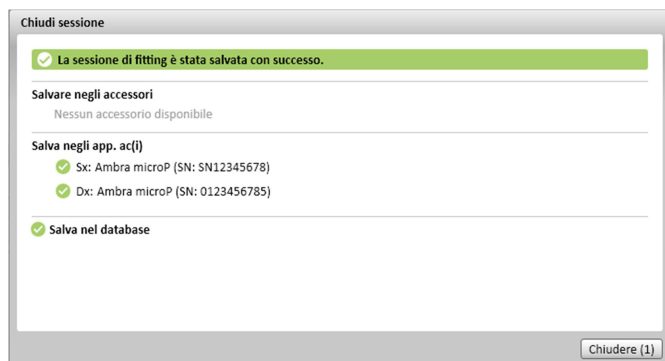 Chiudi sessione
La sessione di fitting è stata salvata con successo.
Salvare negli accessori
Nessun accessorio disponibile
Salva negli app. ac(i)
Sx: Ambra microP (SN: SN12345678)
Dx: Ambra microP (SN: 0123456785)
Salva nel database
Chiudere (1)